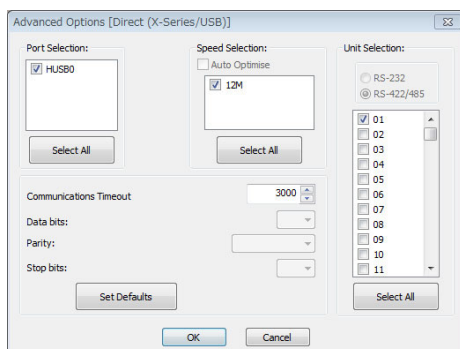 Advanced Options [Direct (X-Series/USB)]
Port Selection:
HUSB0
Select All
Speed Selection:
Auto Optimise
12M
Select All
Unit Selection:
RS-232
RS-422/485
01
02
03
04
05
06
07
08
09
10
11
Select All
Communications Timeout
3000
Data bits:
Parity:
Stop bits:
Set Defaults
OK
Cancel